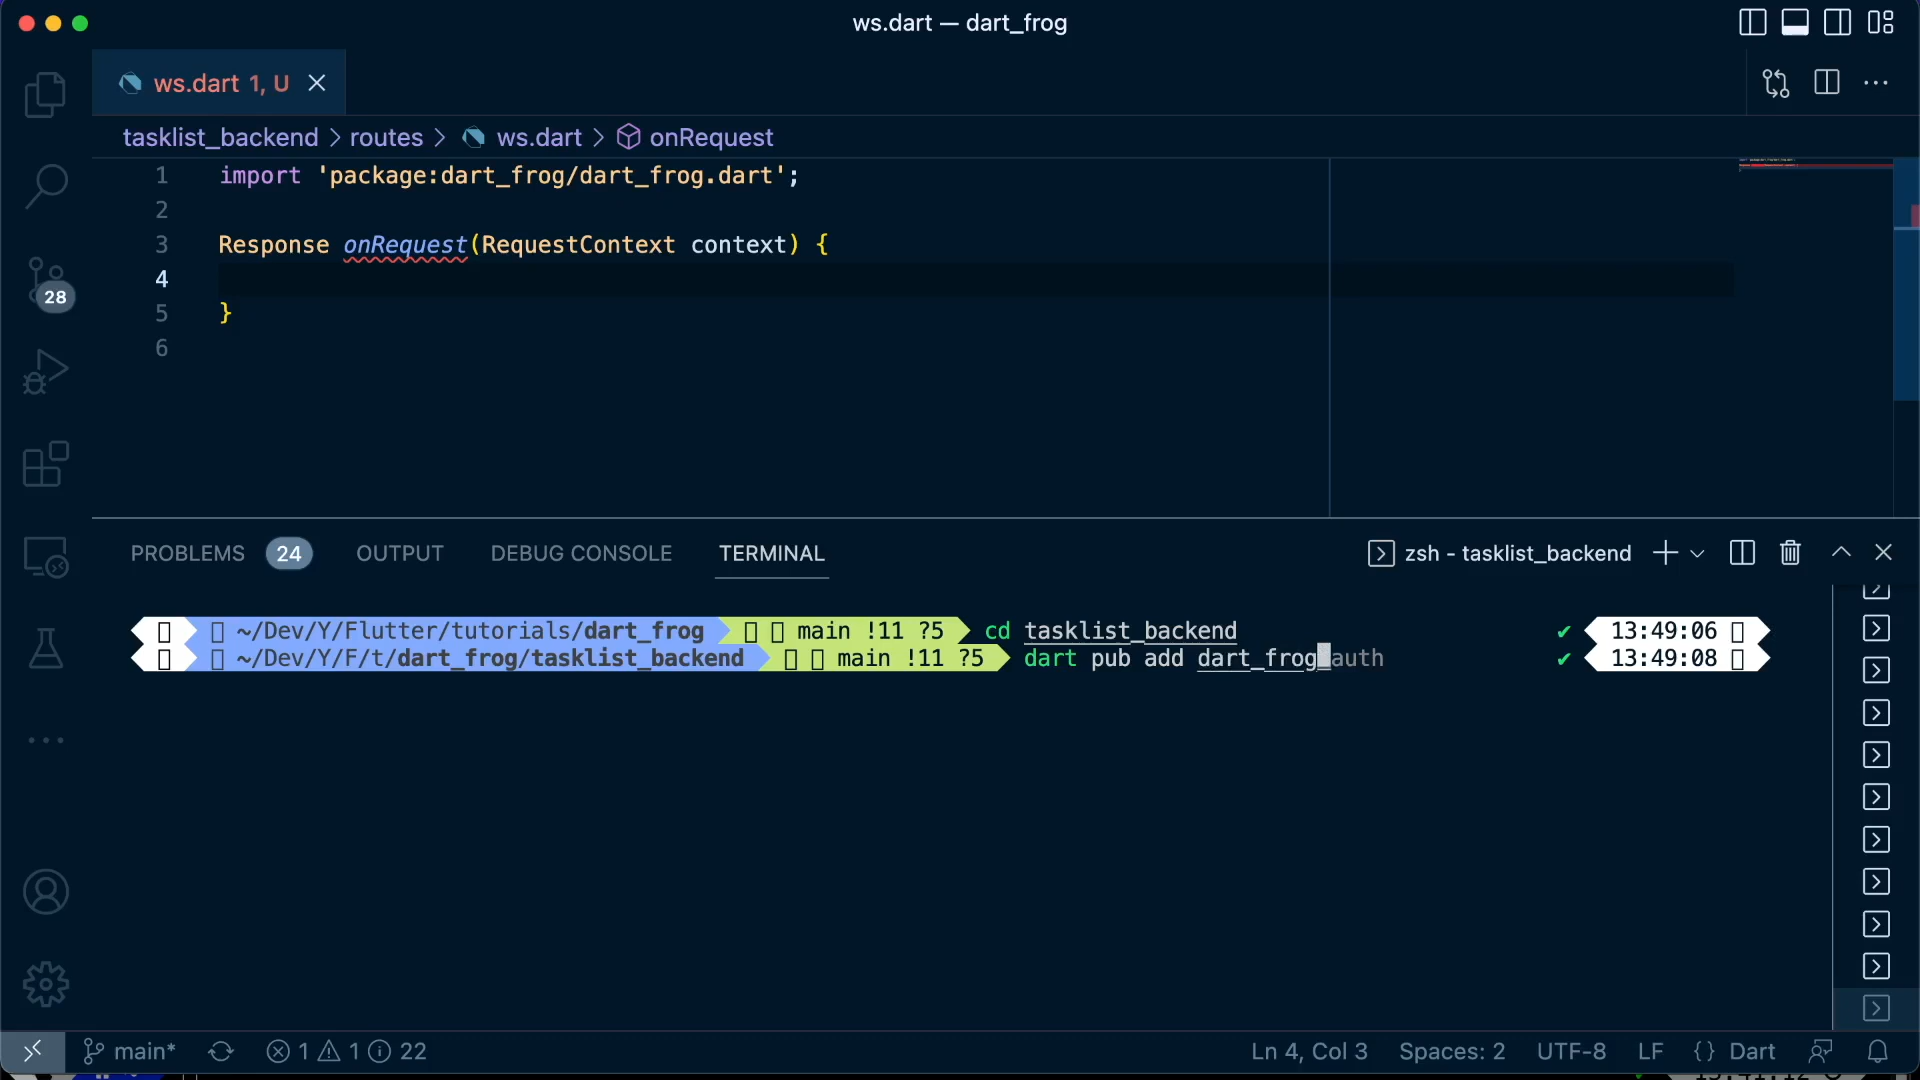 ws.dart — dart_frog
ws.dart 1, U
tasklist_backend > routes > ws.dart > onRequest
1 import 'package:dart_frog/dart_frog.dart';
2
3 Response onRequest(RequestContext context) {
4
5 }
6
28
PROBLEMS 24 OUTPUT DEBUG CONSOLE TERMINAL zsh - tasklist_backend
~/Dev/Y/Flutter/tutorials/dart_frog main !11 ?5 cd tasklist_backend ✔ 13:49:06
~/Dev/Y/F/t/dart_frog/tasklist_backend main !11 ?5 dart pub add dart_frog_auth ✔ 13:49:08
main* 1 1 22 Ln 4, Col 3 Spaces: 2 UTF-8 LF {} Dart